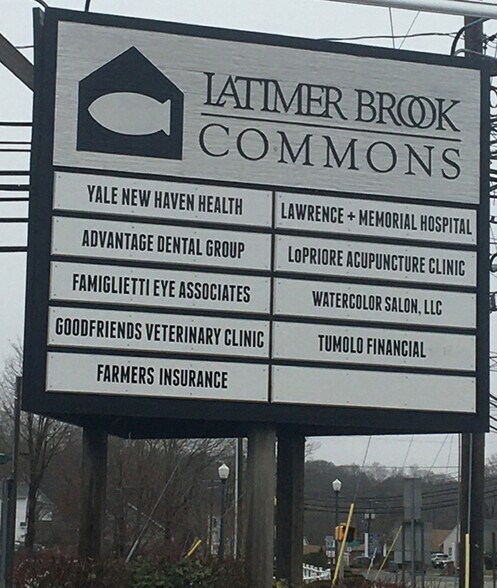 LATIMER BROOK
COMMONS
YALE NEW HAVEN HEALTH
LAWRENCE + MEMORIAL HOSPITAL
ADVANTAGE DENTAL GROUP
LoPRIORE ACUPUNCTURE CLINIC
FAMIGLIETTI EYE ASSOCIATES
WATERCOLOR SALON, LLC
GOODFRIENDS VETERINARY CLINIC
TUMOLO FINANCIAL
FARMERS INSURANCE